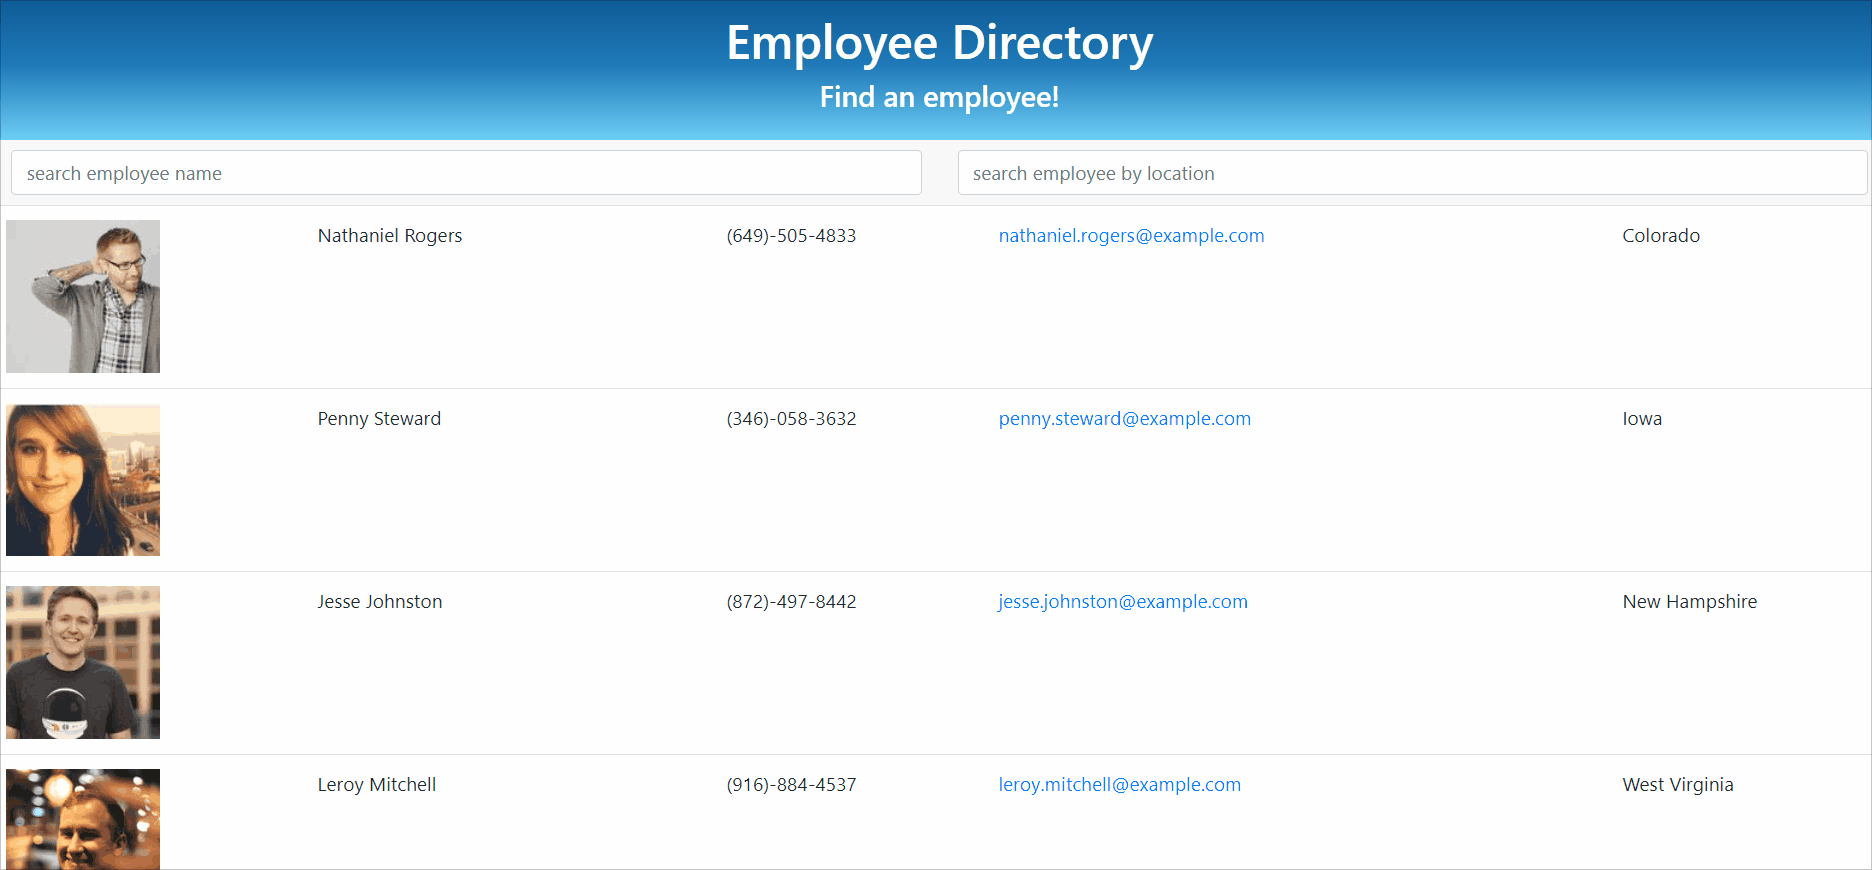 Employee Directory
Find an employee!
search employee name
search employee by location
Nathaniel Rogers (649)-505-4833 nathaniel.rogers@example.com Colorado
Penny Steward (346)-058-3632 penny.steward@example.com Iowa
Jesse Johnston (872)-497-8442 jesse.johnston@example.com New Hampshire
Leroy Mitchell (916)-884-4537 leroy.mitchell@example.com West Virginia